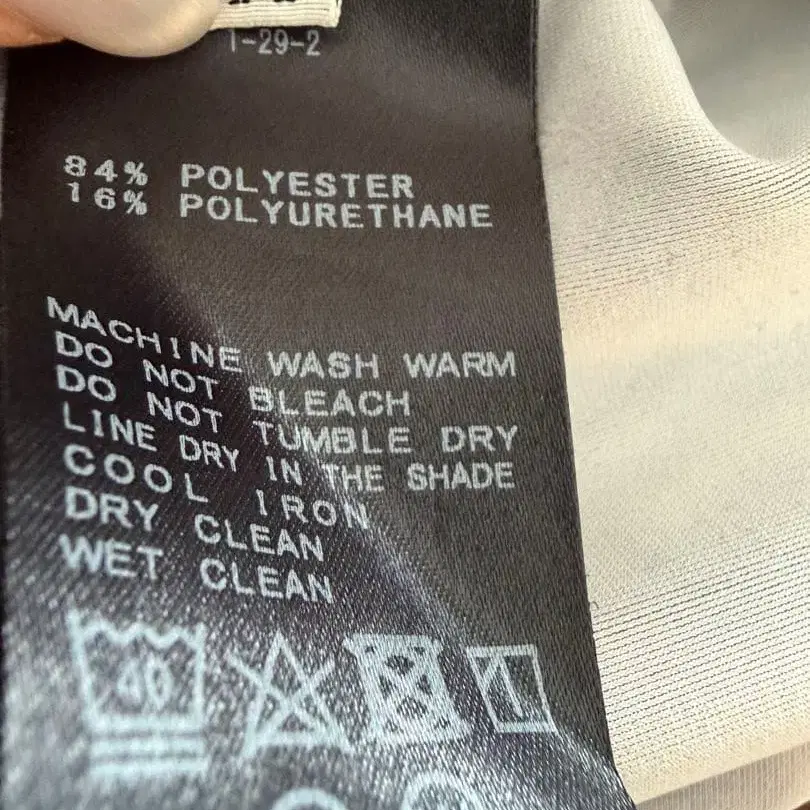 1-29-2
84% POLYESTER
16% POLYURETHANE
MACHINE WASH WARM
DO NOT BLEACH
DO NOT TUMBLE DRY
LINE DRY IN THE SHADE
COOL IRON
DRY CLEAN
WET CLEAN
40